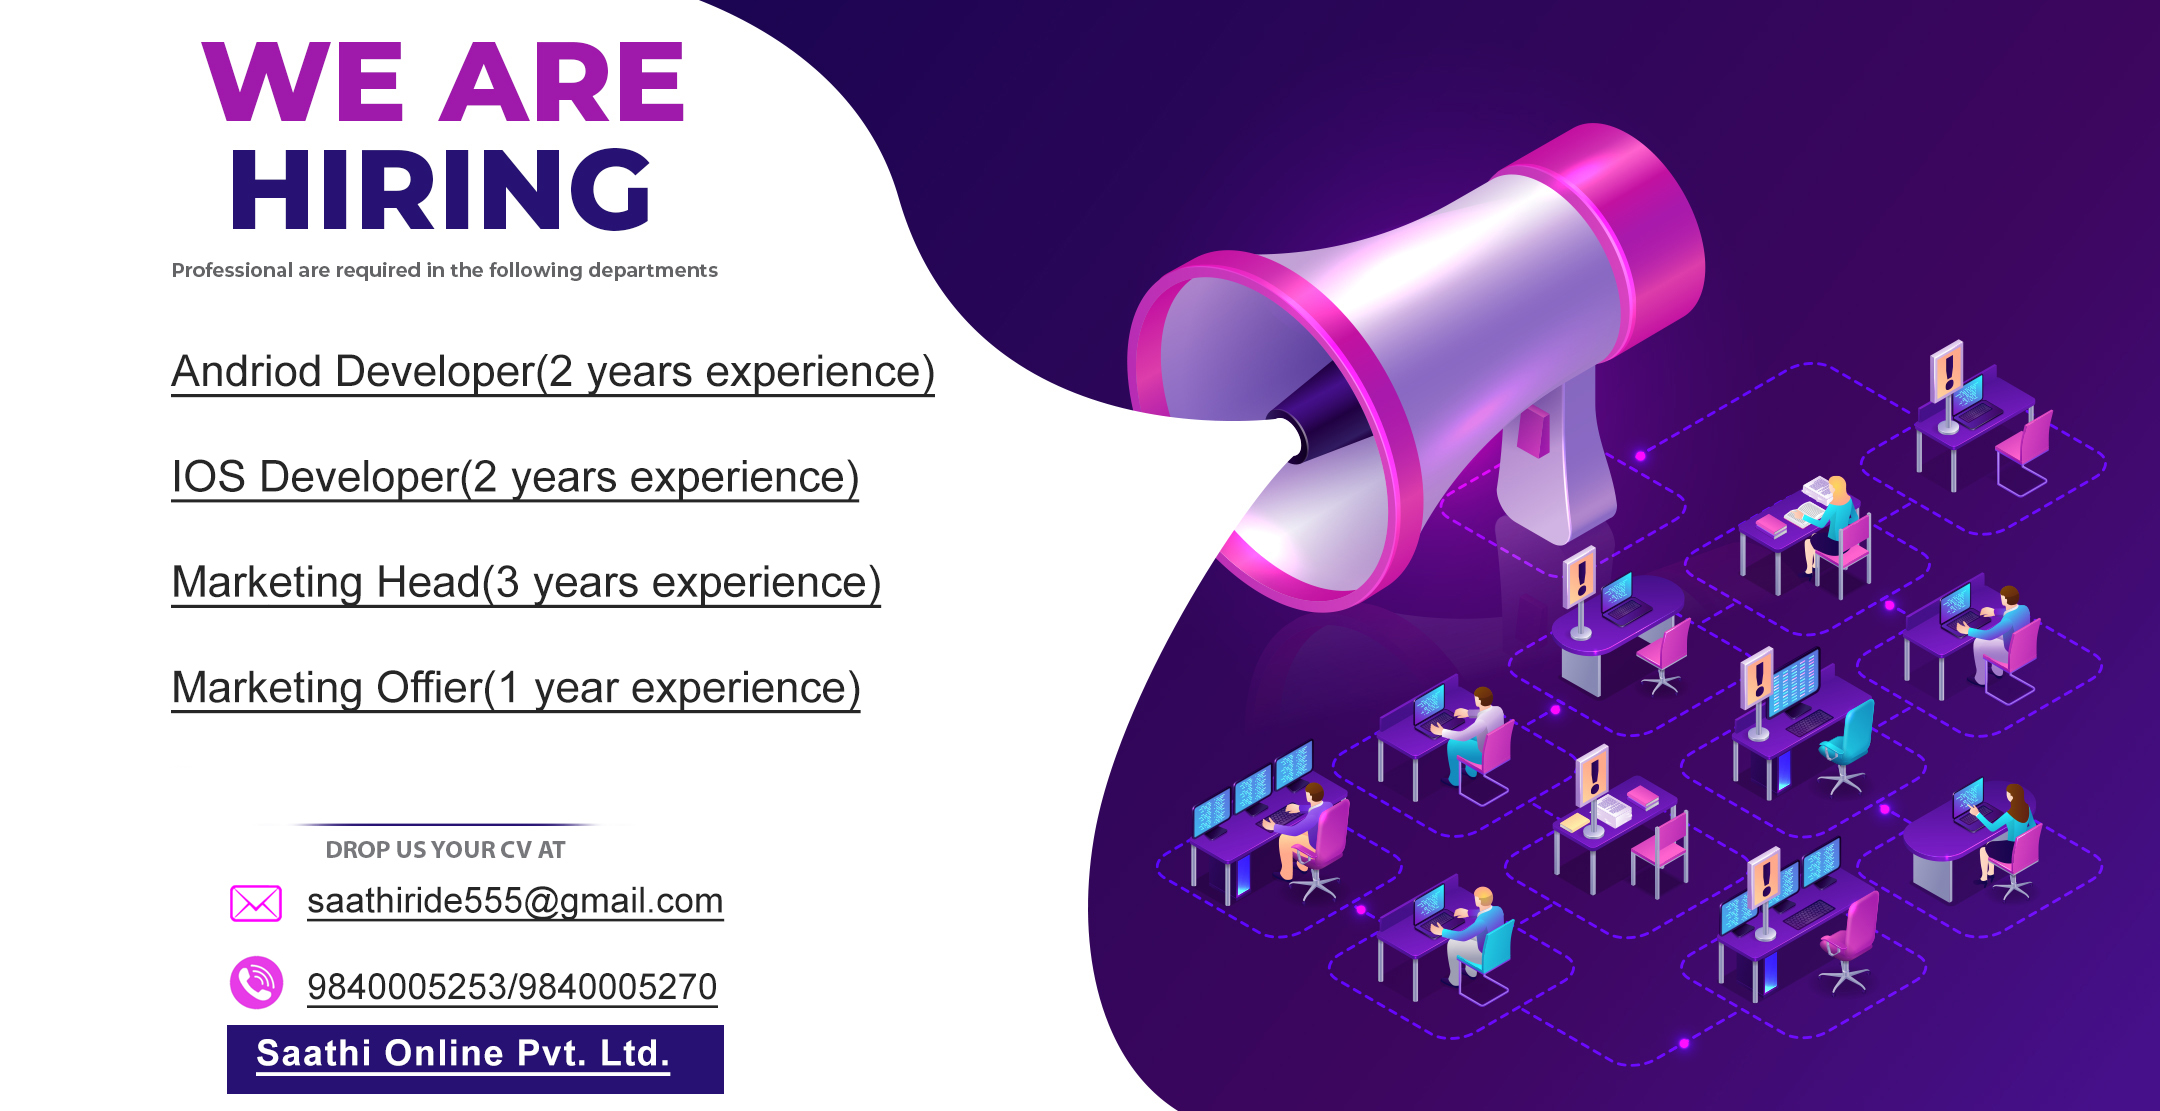 WE ARE
HIRING
Professional are required in the following departments
Andriod Developer(2 years experience)
IOS Developer(2 years experience)
Marketing Head(3 years experience)
Marketing Offier(1 year experience)
DROP US YOUR CV AT
saathiride555@gmail.com
9840005253/9840005270
Saathi Online Pvt. Ltd.